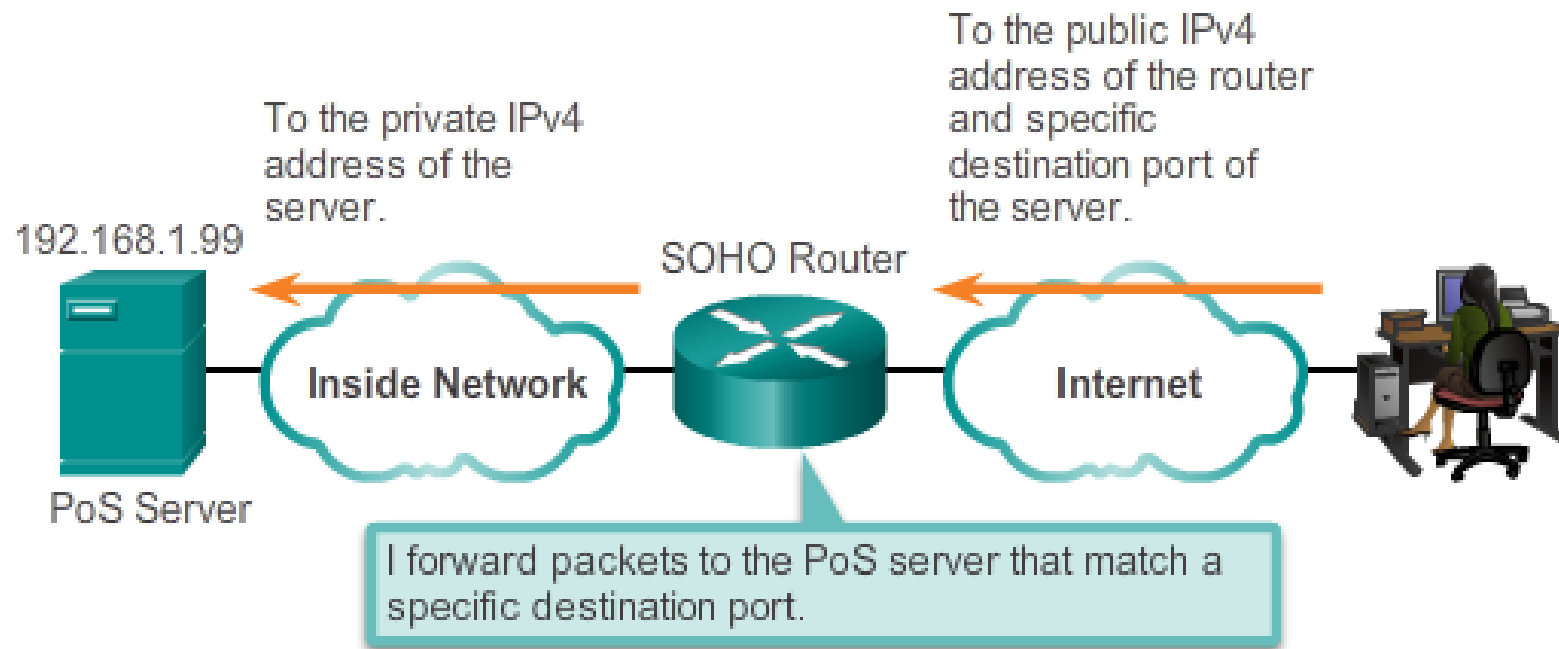 To the public IPv4
address of the router
and specific
destination port of
the server.
To the private IPv4
address of the
server.
192.168.1.99
SOHO Router
Inside Network
Internet
PoS Server
I forward packets to the PoS server that match a
specific destination port.